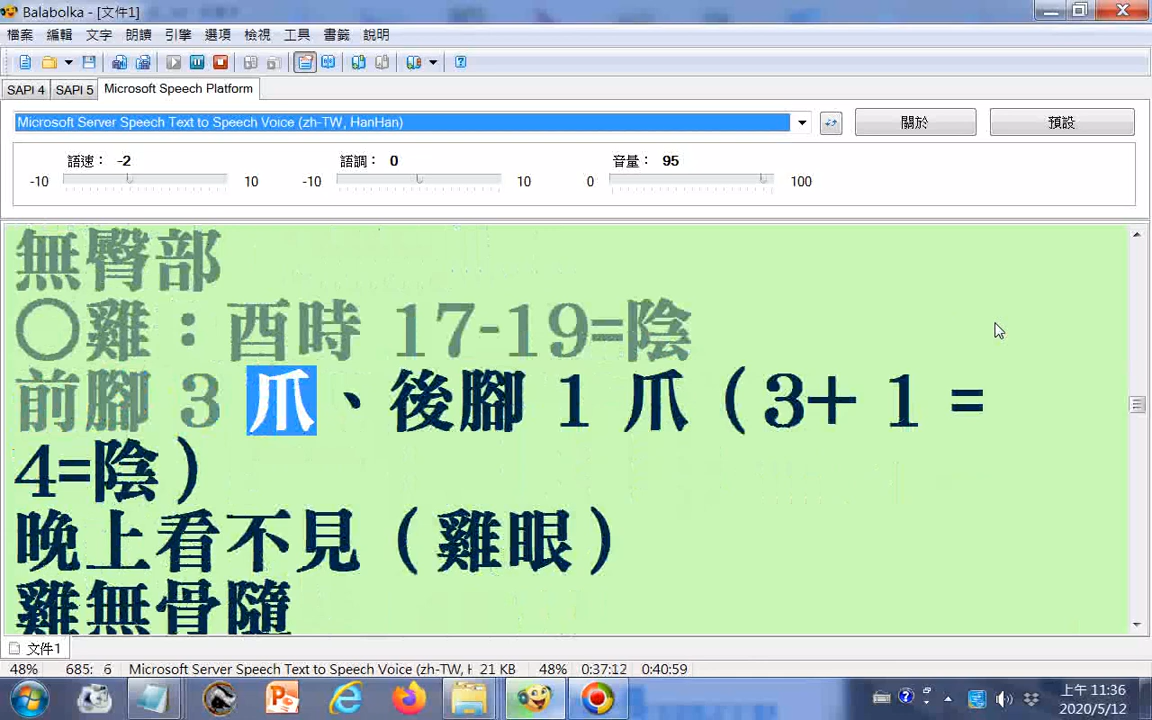 Balabolka - [文件1]
檔案 編輯 文字 朗讀 引擎 選項 檢視 工具 書籤 說明
SAPI 4 SAPI 5 Microsoft Speech Platform
Microsoft Server Speech Text to Speech Voice (zh-TW, HanHan)
關於 預設
語速： -2 語調： 0 音量： 95
-10 10 -10 10 0 100
無臀部
○雞：酉時 17-19=陰
前腳 3 爪、後腳 1 爪（3+ 1 =
4=陰）
晚上看不見（雞眼）
雞無骨隨
文件1
48% 685: 6 Microsoft Server Speech Text to Speech Voice (zh-TW, H 21 KB 48% 0:37:12 0:40:59
上午 11:36
2020/5/12